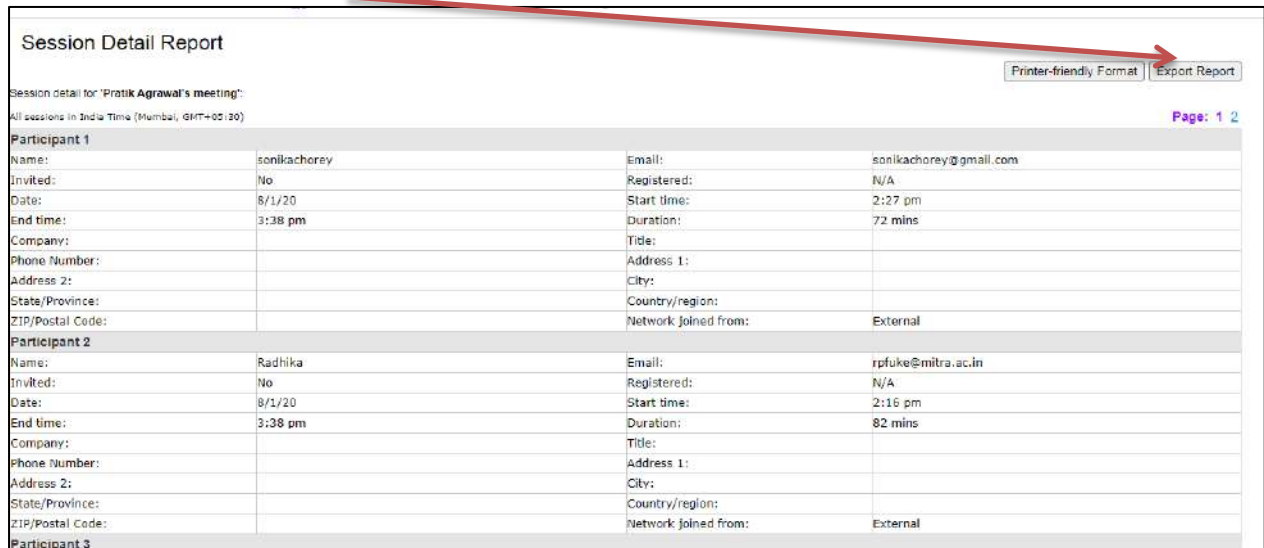 Session Detail Report
Printer-friendly Format Export Report
Session detail for 'Pratik Agrawal's meeting':
All sessions in India Time (Mumbai, GMT+05:30) Page: 1 2
Participant 1
Name: sonikachorey Email: sonikachorey@gmail.com
Invited: No Registered: N/A
Date: 8/1/20 Start time: 2:27 pm
End time: 3:38 pm Duration: 72 mins
Company: Title:
Phone Number: Address 1:
Address 2: City:
State/Province: Country/region:
ZIP/Postal Code: Network joined from: External
Participant 2
Name: Radhika Email: rpfuke@mitra.ac.in
Invited: No Registered: N/A
Date: 8/1/20 Start time: 2:16 pm
End time: 3:38 pm Duration: 82 mins
Company: Title:
Phone Number: Address 1:
Address 2: City:
State/Province: Country/region:
ZIP/Postal Code: Network joined from: External
Participant 3